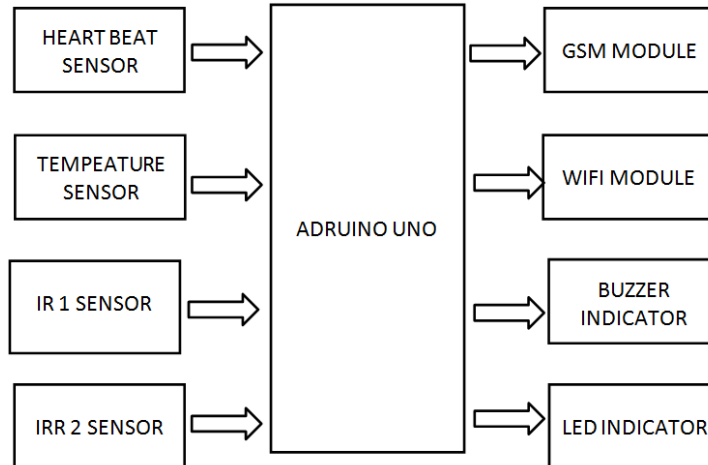 HEART BEAT
SENSOR
GSM MODULE
TEMPEATURE
SENSOR
WIFI MODULE
ADRUINO UNO
IR 1 SENSOR
BUZZER
INDICATOR
IRR 2 SENSOR
LED INDICATOR